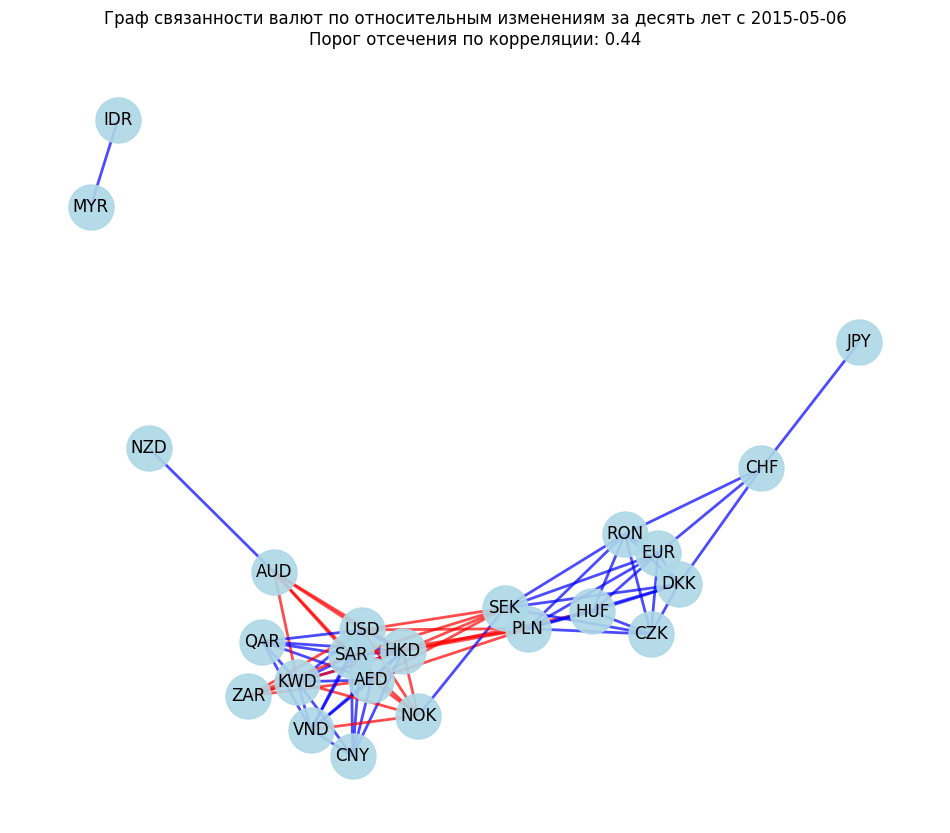 Граф связанности валют по относительным изменениям за десять лет с 2015-05-06
Порог отсечения по корреляции: 0.44
IDR
MYR
JPY
NZD
CHF
RON
EUR
AUD
DKK
SEK
HUF
USD
PLN
CZK
QAR
SAR
HKD
KWD
AED
ZAR
NOK
VND
CNY